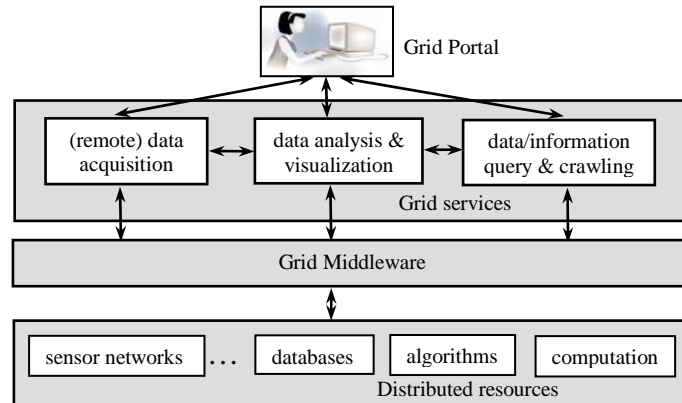 Grid Portal
(remote) data
acquisition
data analysis &
visualization
data/information
query & crawling
Grid services
Grid Middleware
sensor networks
...
databases
algorithms
computation
Distributed resources